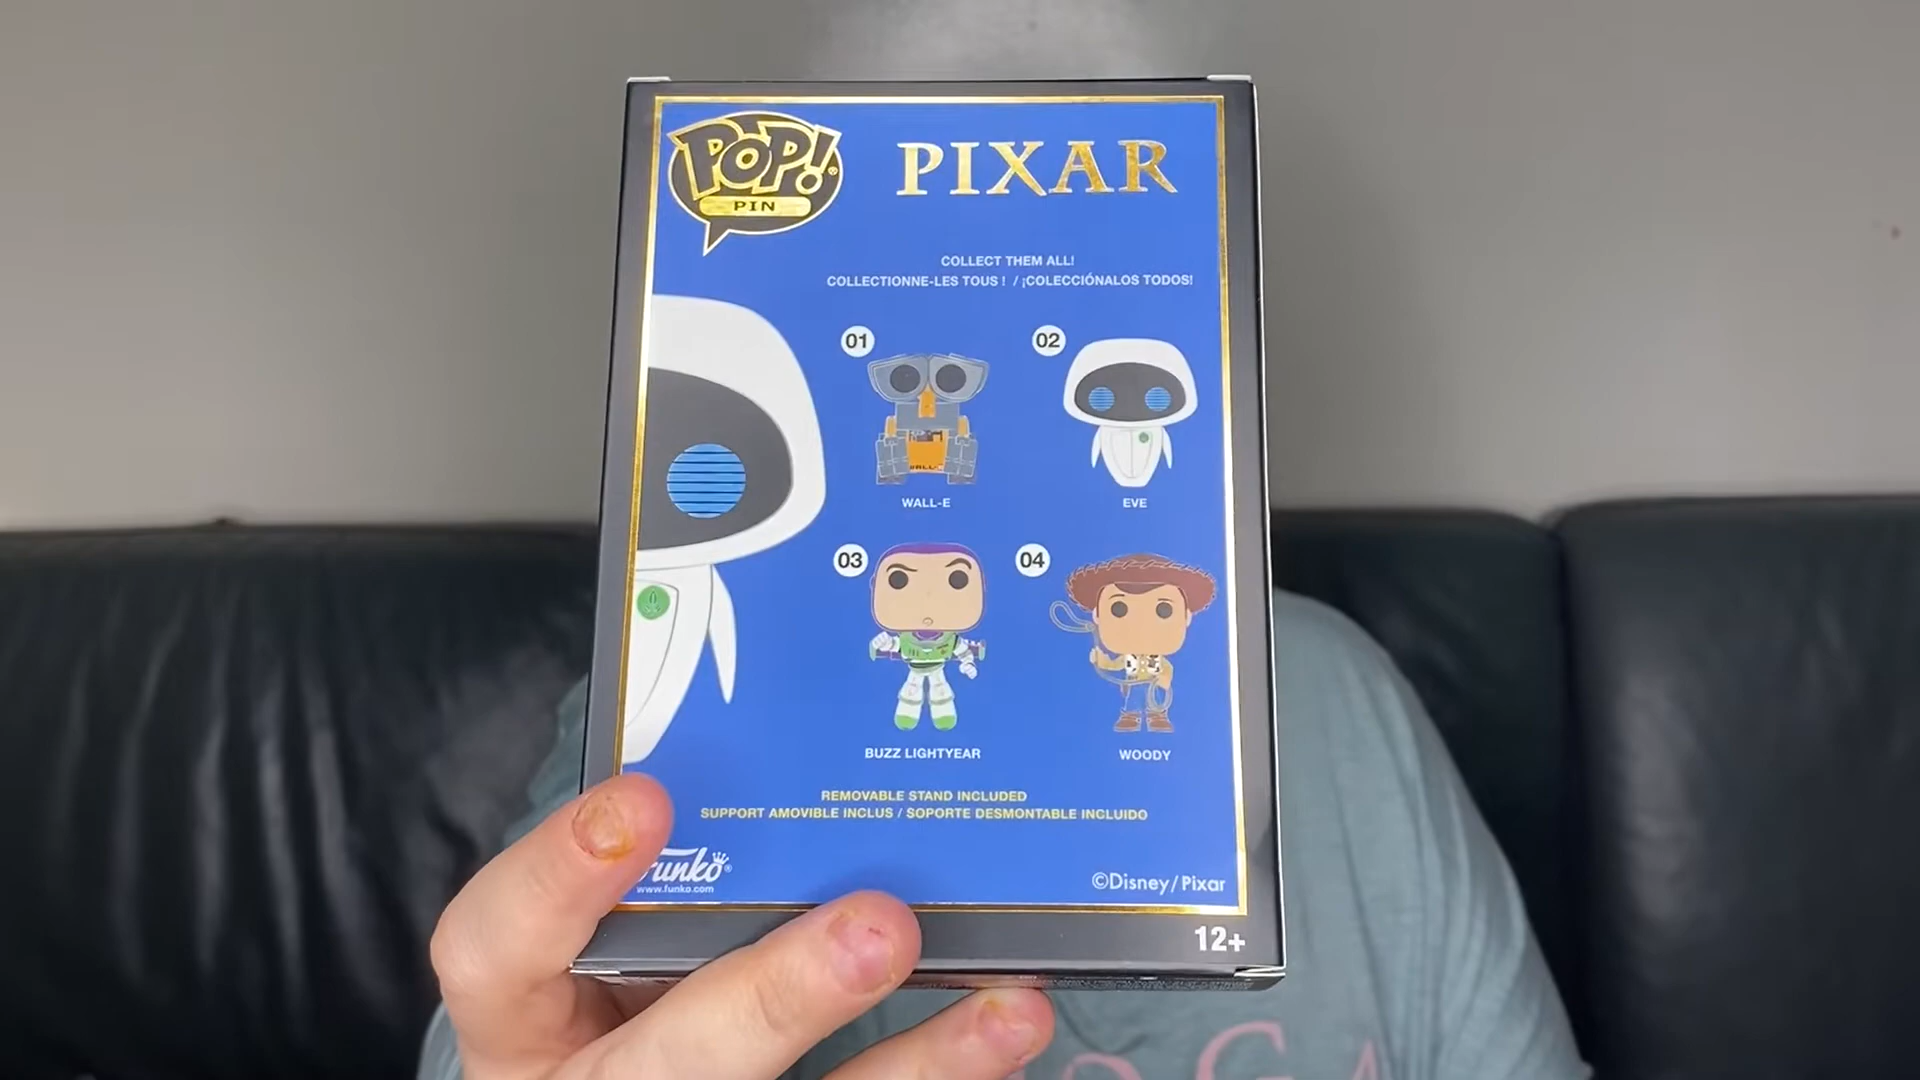 POP!®
PIN
PIXAR
COLLECT THEM ALL!
COLLECTIONNE-LES TOUS ! / ¡COLECCIÓNALOS TODOS!
01
02
WALL-E
EVE
03
04
BUZZ LIGHTYEAR
WOODY
REMOVABLE STAND INCLUDED
SUPPORT AMOVIBLE INCLUS / SOPORTE DESMONTABLE INCLUIDO
Funko®
www.funko.com
©Disney/Pixar
12+